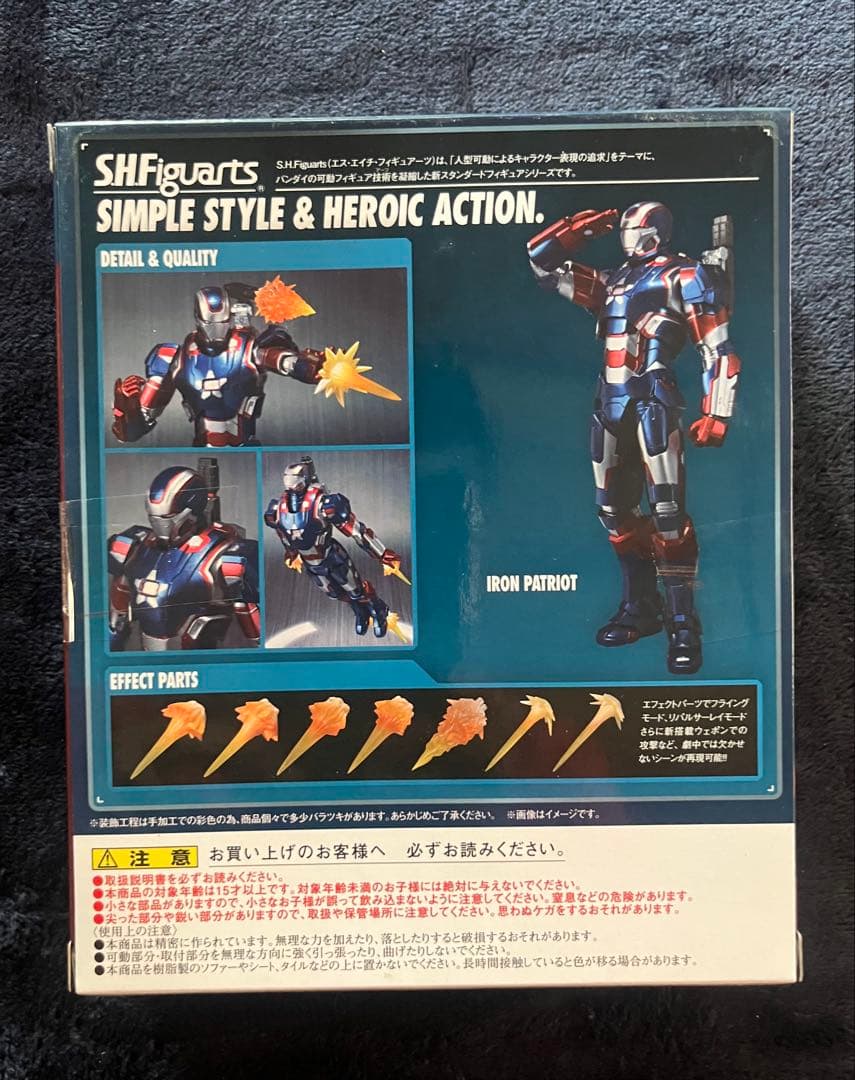 S.H.Figuarts®
S.H.Figuarts(エス・エイチ・フィギュアーツ)は、「人型可動によるキャラクター表現の追求」をテーマに、
バンダイの可動フィギュア技術を凝縮した新スタンダードフィギュアシリーズです。
SIMPLE STYLE & HEROIC ACTION.
DETAIL & QUALITY
IRON PATRIOT
EFFECT PARTS
エフェクトパーツでフライング
モード、リパルサーレイモード
さらに新搭載ウェポンでの
攻撃など、劇中では欠かせ
ないシーンが再現可能!!
※装飾工程は手加工での彩色の為、商品個々で多少バラツキがあります。あらかじめご了承ください。 ※画像はイメージです。
注 意 お買い上げのお客様へ 必ずお読みください。
●取扱説明書を必ずお読みください。
●本商品の対象年齢は15才以上です。対象年齢未満のお子様には絶対に与えないでください。
●小さな部品がありますので、小さなお子様が誤って飲み込まないように注意してください。窒息などの危険があります。
●尖った部分や鋭い部分がありますので、取扱や保管場所に注意してください。思わぬケガをするおそれがあります。
〈使用上の注意〉
●本商品は精密に作られています。無理な力を加えたり、落としたりすると破損するおそれがあります。
●可動部分・取付部分を無理な方向に強く引っ張ったり、曲げたりしないでください。
●本商品を樹脂製のソファーやシート、タイルなどの上に置かないでください。長時間接触していると色が移る場合があります。